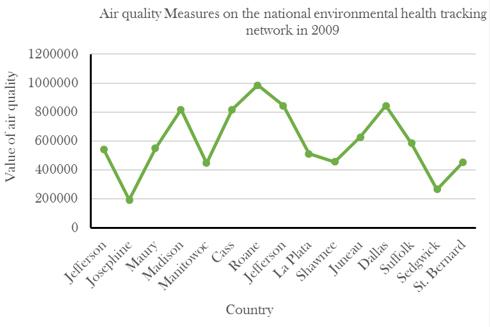 Air quality Measures on the national environmental health tracking
network in 2009
Value of air quality
1200000
1000000
800000
600000
400000
200000
0
Jefferson
Josephine
Maury
Madison
Manitowoc
Cass
Roane
Jefferson
La Plata
Shawnee
Juneau
Dallas
Suffolk
Sedgwick
St. Bernard
Country